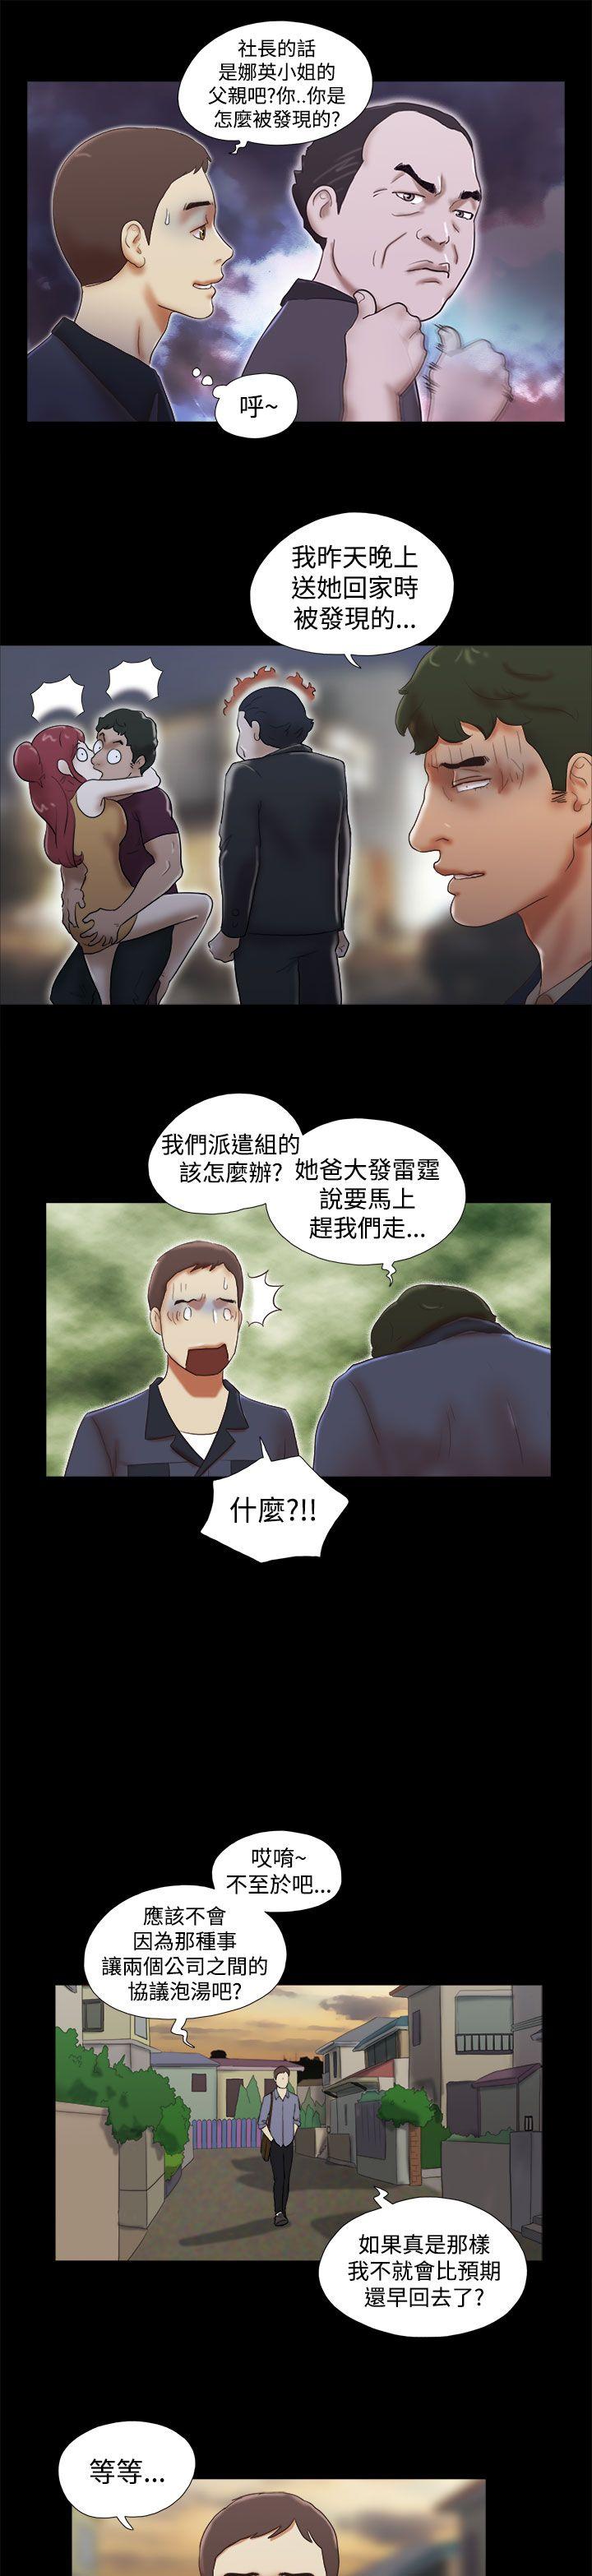 社長的話
是娜英小姐的
父親吧?你..你是
怎麼被發現的?
呼~
我昨天晚上
送她回家時
被發現的...
我們派遣組的
該怎麼辦?
她爸大發雷霆
說要馬上
趕我們走...
什麼?!!
哎唷~
不至於吧...
應該不會
因為那種事
讓兩個公司之間的
協議泡湯吧?
如果真是那樣
我不就會比預期
還早回去了?
等等...